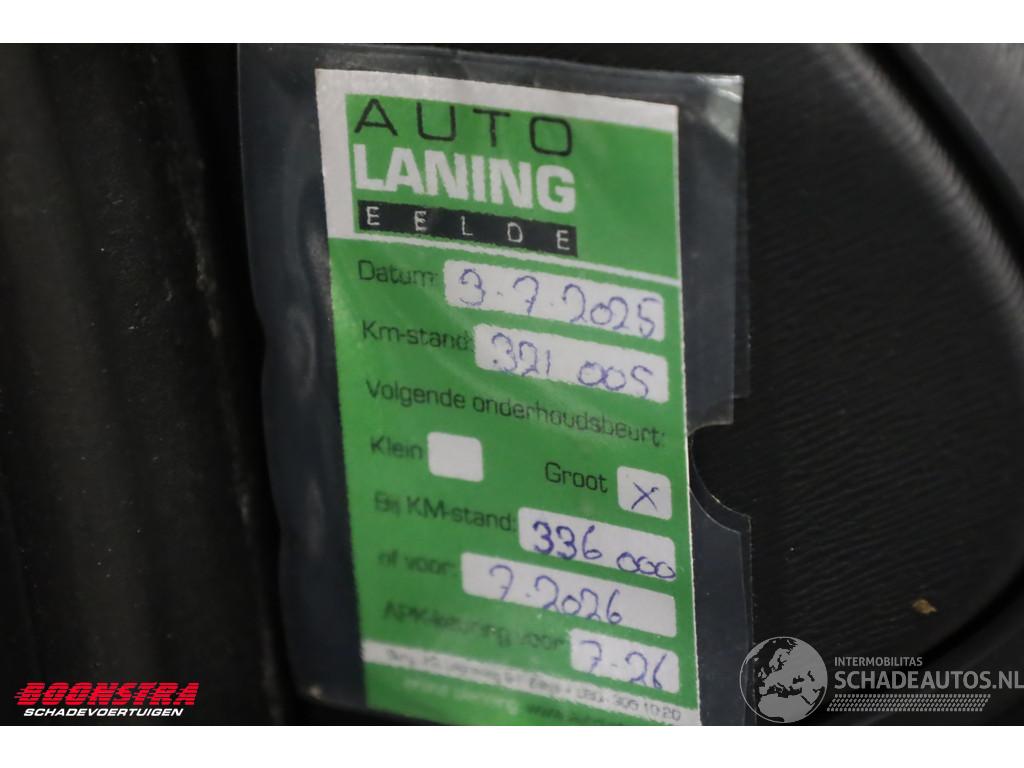 AUTO
LANING
EELDE
Datum: 3-7-2025
Km-stand: 321 005
Volgende onderhoudsbeurt:
Klein Groot X
Bij KM-stand: 336 000
of voor: 7-2026
APK-keuring voor 7-26
BOONSTRA
SCHADEVOERTUIGEN
INTERMOBILITAS
SCHADEAUTOS.NL